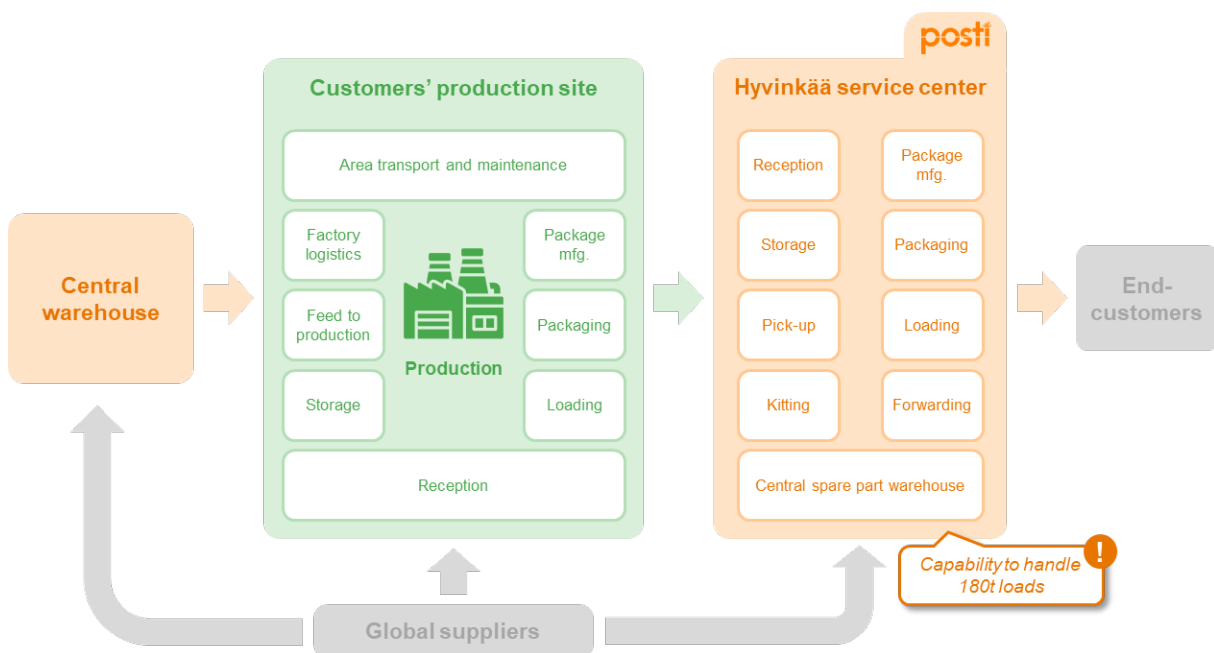 posti
Customers' production site
Hyvinkää service center
Area transport and maintenance
Reception
Package
mfg.
Factory
logistics
Package
mfg.
Storage
Packaging
Central
warehouse
End-
customers
Feed to
production
Packaging
Pick-up
Loading
Production
Storage
Loading
Kitting
Forwarding
Reception
Central spare part warehouse
!
Capability to handle
180t loads
Global suppliers